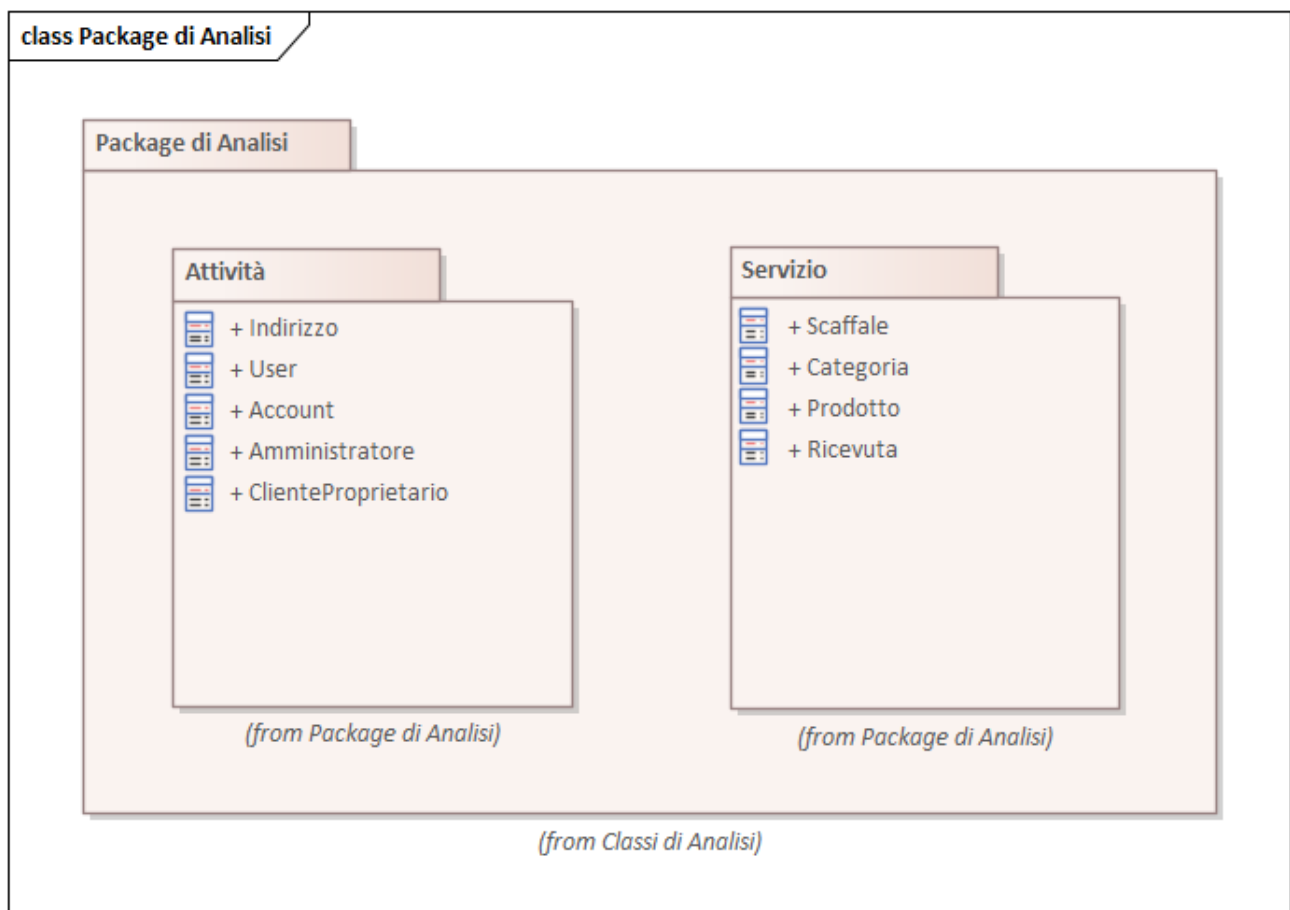 class Package di Analisi
Package di Analisi
Attività
+ Indirizzo
+ User
+ Account
+ Amministratore
+ ClienteProprietario
(from Package di Analisi)
Servizio
+ Scaffale
+ Categoria
+ Prodotto
+ Ricevuta
(from Package di Analisi)
(from Classi di Analisi)